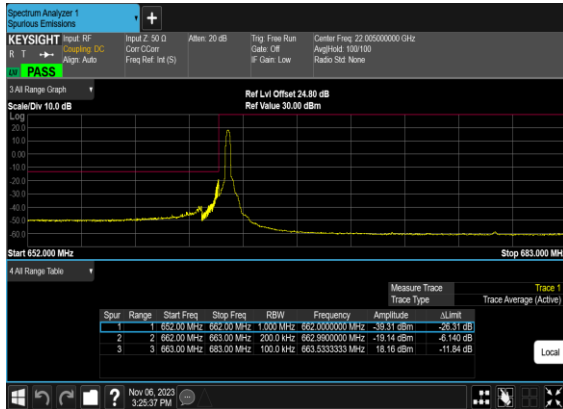 Spectrum Analyzer 1
Spurious Emissions
KEYSIGHT Input: RF Input Z: 50 Ω Atten: 20 dB Trig: Free Run Center Freq: 22.005000000 GHz
R T Coupling: DC Corr CCorr Gate: Off Avg|Hold: 100/100
Align: Auto Freq Ref: Int (S) IF Gain: Low Radio Std: None
LV PASS
3 All Range Graph
Ref Lvl Offset 24.80 dB
Scale/Div 10.0 dB Ref Value 30.00 dBm
Log
20.0
10.0
0.00
-10.0
-20.0
-30.0
-40.0
-50.0
-60.0
Start 652.000 MHz Stop 683.000 MH
4 All Range Table
Measure Trace Trace 1
Trace Type Trace Average (Active)
Spur Range Start Freq Stop Freq RBW Frequency Amplitude ΔLimit
1 1 652.00 MHz 662.00 MHz 1.000 MHz 662.0000000 MHz -39.31 dBm -26.31 dB
2 2 662.00 MHz 663.00 MHz 200.0 kHz 662.9900000 MHz -19.14 dBm -6.140 dB
3 3 663.00 MHz 683.00 MHz 100.0 kHz 663.5333333 MHz 18.16 dBm -11.84 dB
Local
Nov 06, 2023
3:25:37 PM